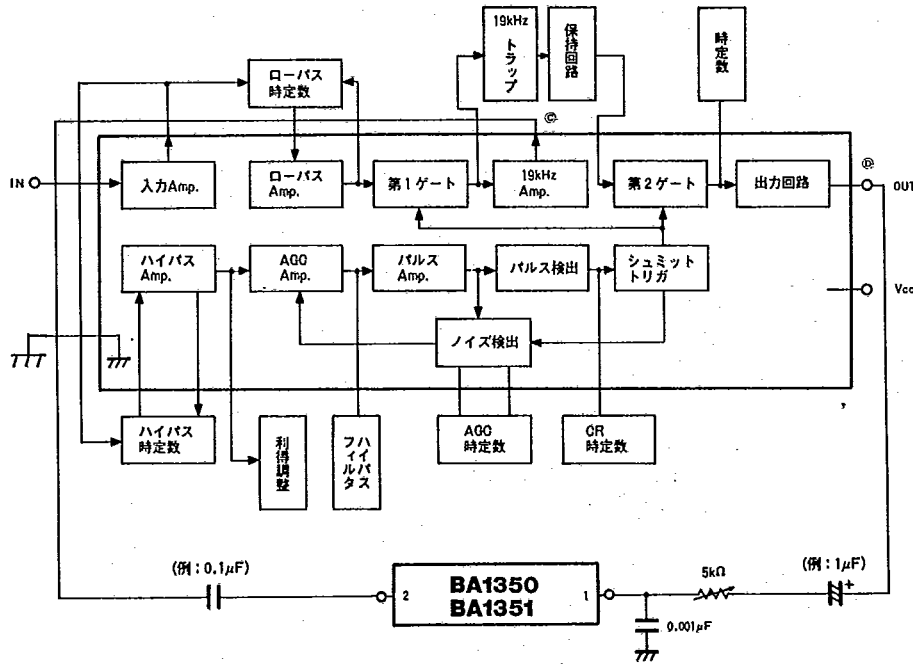 19kHz
トラップ
保持回路
時定数
ローパス
時定数
Ⓒ
Ⓓ
IN
入力Amp.
ローパス
Amp.
第1ゲート
19kHz
Amp.
第2ゲート
出力回路
OUT
ハイパス
Amp.
AGC
Amp.
パルス
Amp.
パルス検出
シュミット
トリガ
Vcc
ノイズ検出
ハイパス
時定数
利得調整
ハイパス
フィルタ
AGC
時定数
CR
時定数
(例：0.1μF)
2
BA1350
BA1351
1
5kΩ
(例：1μF)
+
0.001μF